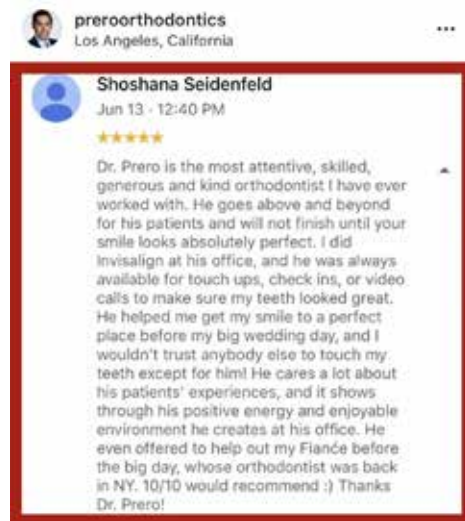 preroorthodontics
Los Angeles, California
Shoshana Seidenfeld
Jun 13 · 12:40 PM
Dr. Prero is the most attentive, skilled,
generous and kind orthodontist I have ever
worked with. He goes above and beyond
for his patients and will not finish until your
smile looks absolutely perfect. I did
Invisalign at his office, and he was always
available for touch ups, check ins, or video
calls to make sure my teeth looked great.
He helped me get my smile to a perfect
place before my big wedding day, and I
wouldn't trust anybody else to touch my
teeth except for him! He cares a lot about
his patients' experiences, and it shows
through his positive energy and enjoyable
environment he creates at his office. He
even offered to help out my Fiancé before
the big day, whose orthodontist was back
in NY. 10/10 would recommend :) Thanks
Dr. Prero!